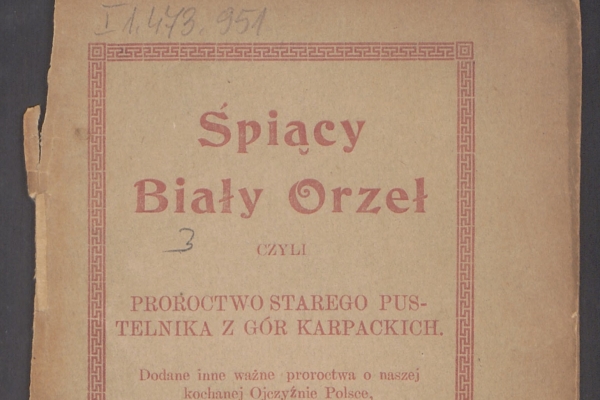 I 1.473.951
Śpiący
Biały Orzeł
3
CZYLI
PROROCTWO STAREGO PUS-
TELNIKA Z GÓR KARPACKICH.
Dodane inne ważne proroctwa o naszej
kochanej Ojczyźnie Polsce,